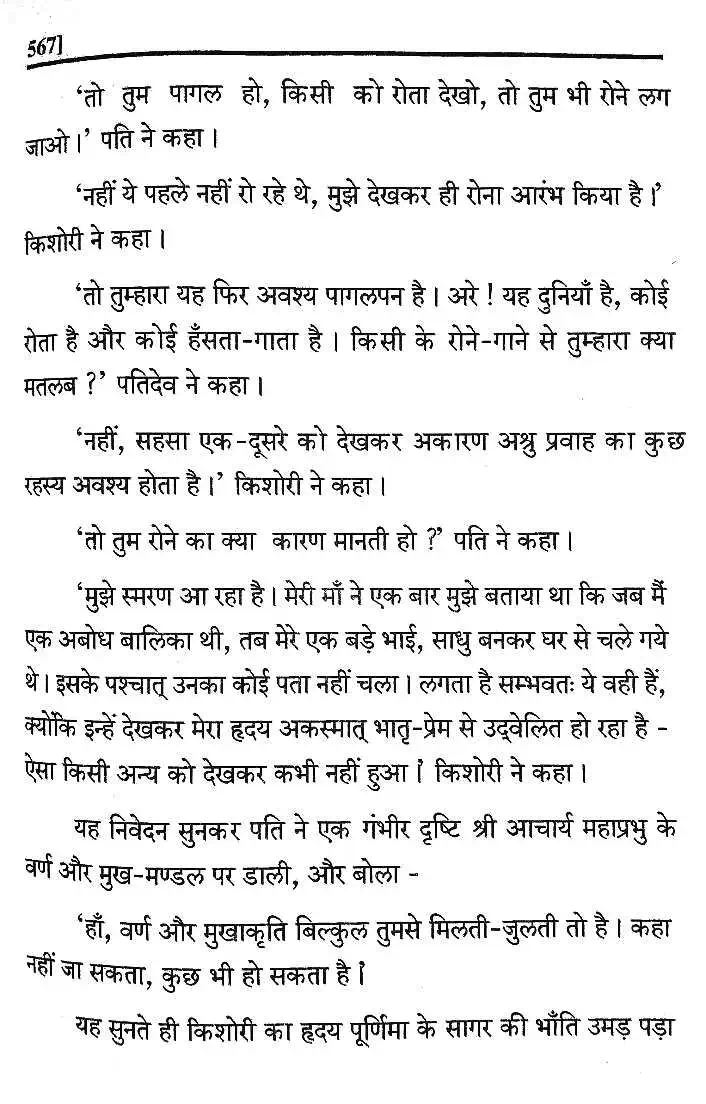 567]
‘तो तुम पागल हो, किसी को रोता देखो, तो तुम भी रोने लग
जाओ।’ पति ने कहा।
‘नहीं ये पहले नहीं रो रहे थे, मुझे देखकर ही रोना आरंभ किया है।’
किशोरी ने कहा।
‘तो तुम्हारा यह फिर अवश्य पागलपन है। अरे ! यह दुनियाँ है, कोई
रोता है और कोई हँसता-गाता है। किसी के रोने-गाने से तुम्हारा क्या
मतलब ?’ पतिदेव ने कहा।
‘नहीं, सहसा एक-दूसरे को देखकर अकारण अश्रु प्रवाह का कुछ
रहस्य अवश्य होता है।’ किशोरी ने कहा।
‘तो तुम रोने का क्या कारण मानती हो ?’ पति ने कहा।
‘मुझे स्मरण आ रहा है। मेरी माँ ने एक बार मुझे बताया था कि जब मैं
एक अबोध बालिका थी, तब मेरे एक बड़े भाई, साधु बनकर घर से चले गये
थे। इसके पश्चात् उनका कोई पता नहीं चला। लगता है सम्भवतः ये वही हैं,
क्योंकि इन्हें देखकर मेरा हृदय अकस्मात् भातृ-प्रेम से उद्वेलित हो रहा है -
ऐसा किसी अन्य को देखकर कभी नहीं हुआ।’ किशोरी ने कहा।
यह निवेदन सुनकर पति ने एक गंभीर दृष्टि श्री आचार्य महाप्रभु के
वर्ण और मुख-मण्डल पर डाली, और बोला -
‘हाँ, वर्ण और मुखाकृति बिल्कुल तुमसे मिलती-जुलती तो है। कहा
नहीं जा सकता, कुछ भी हो सकता है।’
यह सुनते ही किशोरी का हृदय पूर्णिमा के सागर की भाँति उमड़ पड़ा